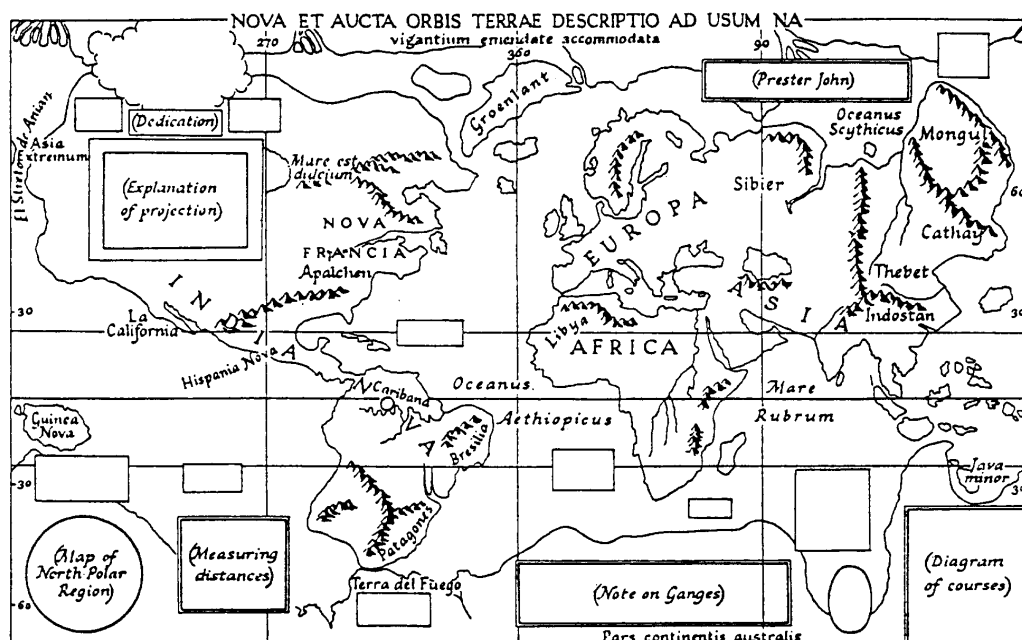 NOVA ET AUCTA ORBIS TERRAE DESCRIPTIO AD USUM NA
vigantium emendate accommodata
270
360
90
(Prester John)
(Dedication)
El Streto de Anian
Asia
xtreinum
(Explanation
of projection)
Mare est
dulcium
NOVA
FRANCIA
Apalchen
Groenlant
EUROPA
Sibier
Oceanus
Scythicus
Mongul
60
Cathay
Thebet
Indostan
ASIA
30
30
La
California
INDIA NOVA
Hispania Nova
Libya
AFRICA
Cariband
Oceanus
Aethiopicus
Mare
Rubrum
Guinea
Nova
Bresilia
-30
Java
minor
30
Patagones
(Map of
North Polar
Region)
(Measuring
distances)
Terra del Fuego
(Note on Ganges)
(Diagram
of courses)
-60
Pars continentis australis